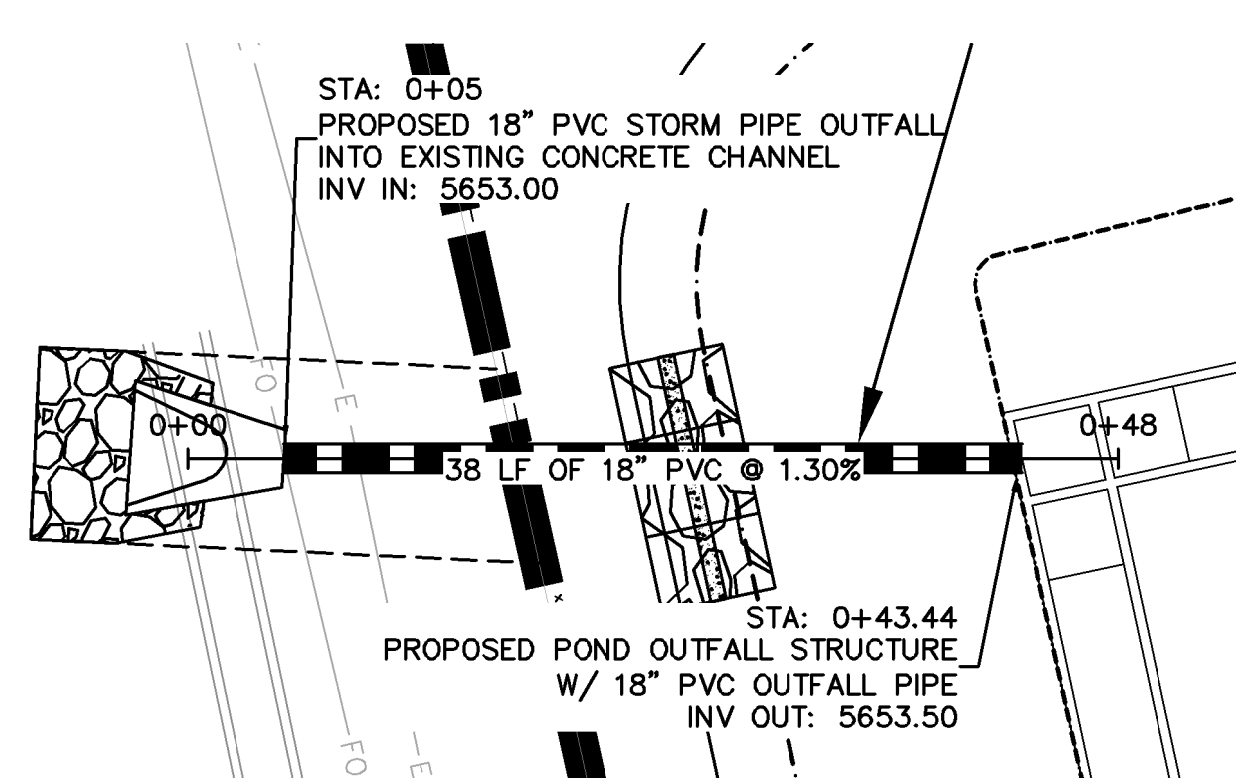 STA: 0+05
PROPOSED 18" PVC STORM PIPE OUTFALL
INTO EXISTING CONCRETE CHANNEL
INV IN: 5653.00
FO
E
0+00
0+48
38 LF OF 18" PVC @ 1.30%
STA: 0+43.44
PROPOSED POND OUTFALL STRUCTURE
W/ 18" PVC OUTFALL PIPE
INV OUT: 5653.50
FO
E